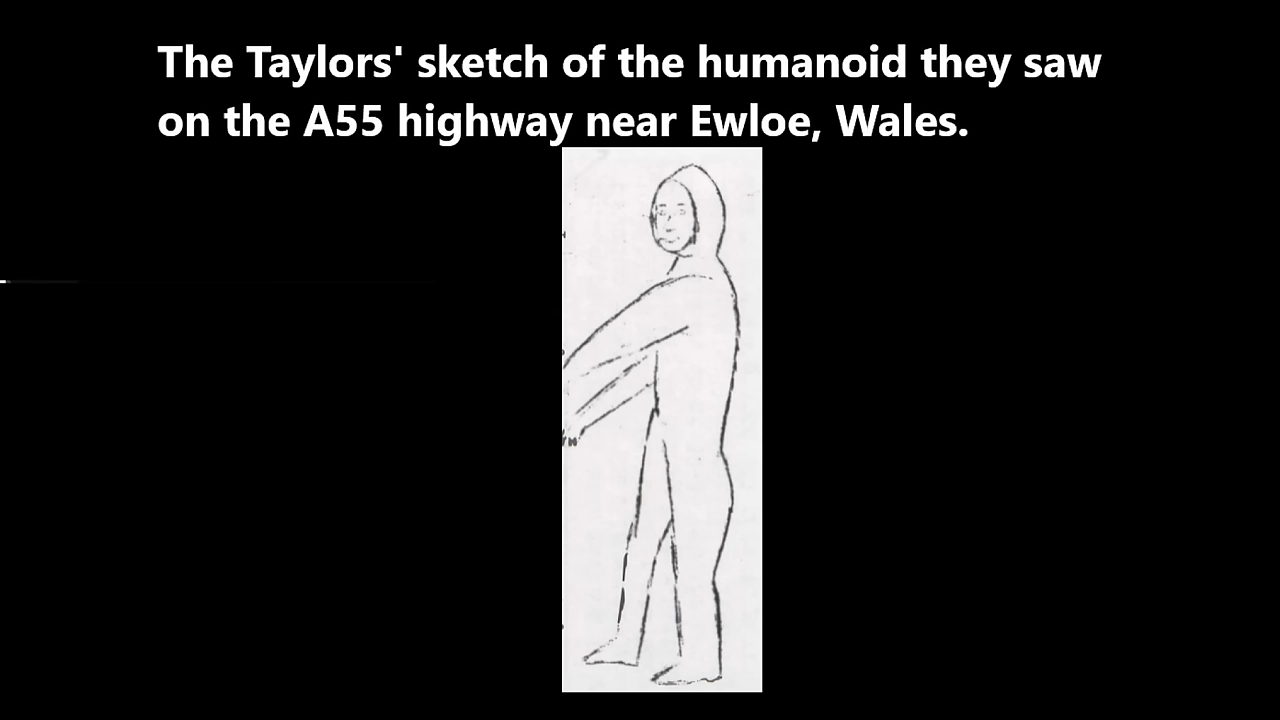 The Taylors' sketch of the humanoid they saw
on the A55 highway near Ewloe, Wales.